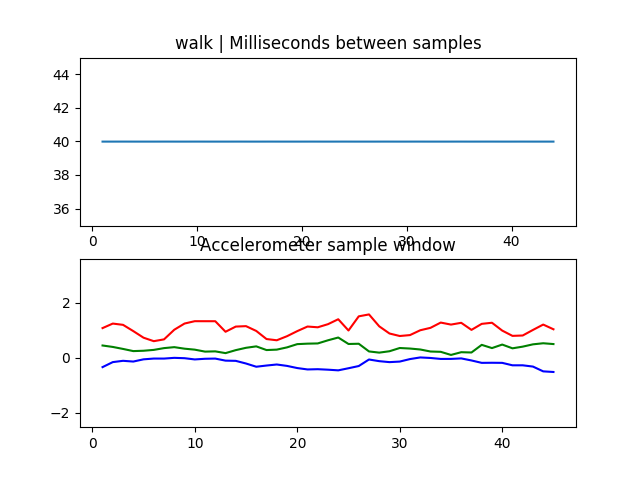 walk | Milliseconds between samples
44
42
40
38
36
0 10 20 30 40
Accelerometer sample window
2
0
−2
0 10 20 30 40